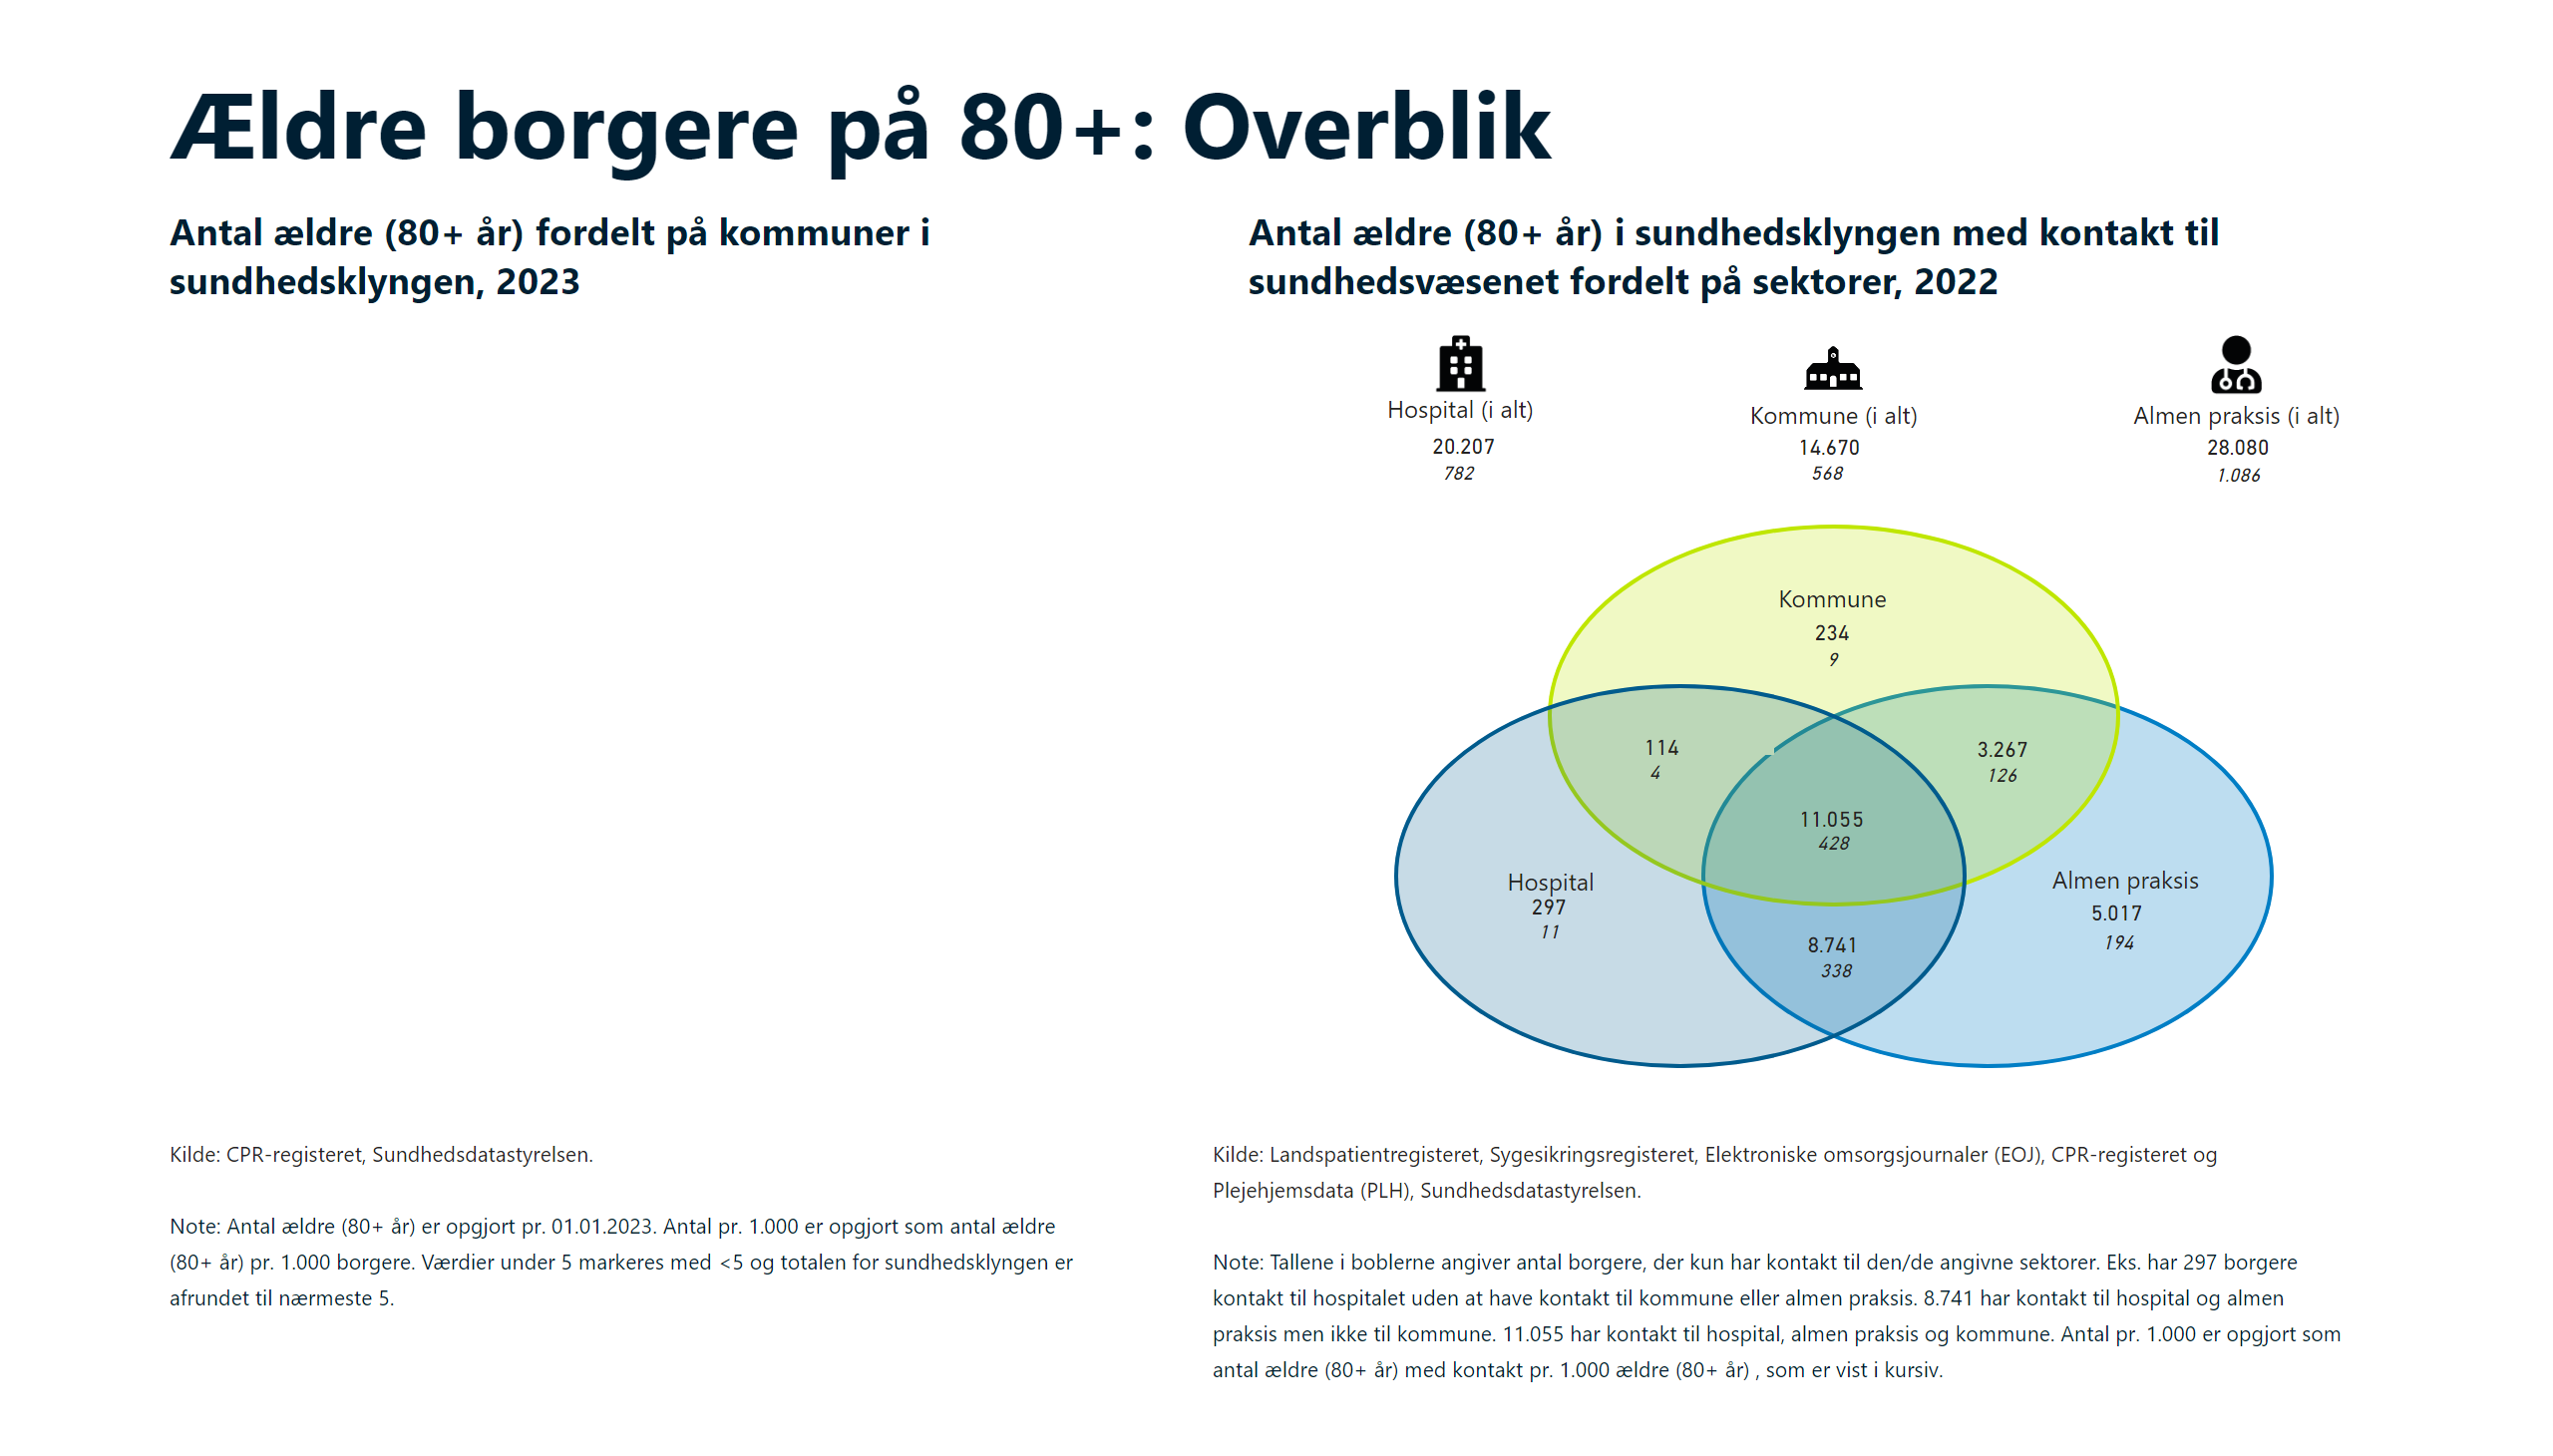 Ældre borgere på 80+: Overblik
Antal ældre (80+ år) fordelt på kommuner i
sundhedsklyngen, 2023
Antal ældre (80+ år) i sundhedsklyngen med kontakt til
sundhedsvæsenet fordelt på sektorer, 2022
Hospital (i alt)
20.207
782
Kommune (i alt)
14.670
568
Almen praksis (i alt)
28.080
1.086
Kommune
234
9
114
4
3.267
126
11.055
428
Hospital
297
11
Almen praksis
5.017
194
8.741
338
Kilde: CPR-registeret, Sundhedsdatastyrelsen.
Note: Antal ældre (80+ år) er opgjort pr. 01.01.2023. Antal pr. 1.000 er opgjort som antal ældre
(80+ år) pr. 1.000 borgere. Værdier under 5 markeres med <5 og totalen for sundhedsklyngen er
afrundet til nærmeste 5.
Kilde: Landspatientregisteret, Sygesikringsregisteret, Elektroniske omsorgsjournaler (EOJ), CPR-registeret og
Plejehjemsdata (PLH), Sundhedsdatastyrelsen.
Note: Tallene i boblerne angiver antal borgere, der kun har kontakt til den/de angivne sektorer. Eks. har 297 borgere
kontakt til hospitalet uden at have kontakt til kommune eller almen praksis. 8.741 har kontakt til hospital og almen
praksis men ikke til kommune. 11.055 har kontakt til hospital, almen praksis og kommune. Antal pr. 1.000 er opgjort som
antal ældre (80+ år) med kontakt pr. 1.000 ældre (80+ år) , som er vist i kursiv.